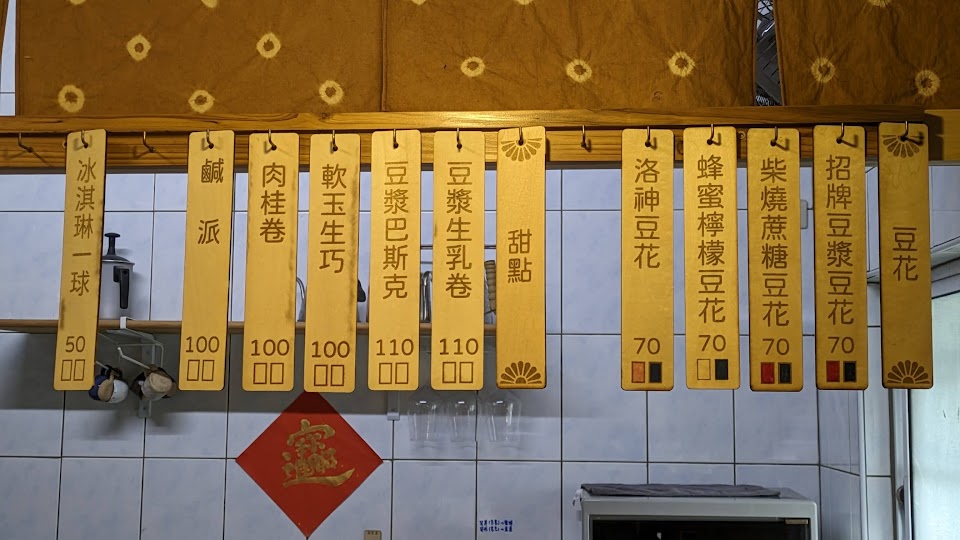 豆花
招牌豆漿豆花
70
柴燒蔗糖豆花
70
蜂蜜檸檬豆花
70
洛神豆花
70
甜點
豆漿生乳卷
110
豆漿巴斯克
110
軟玉生巧
100
肉桂卷
100
鹹派
100
冰淇琳一球
50